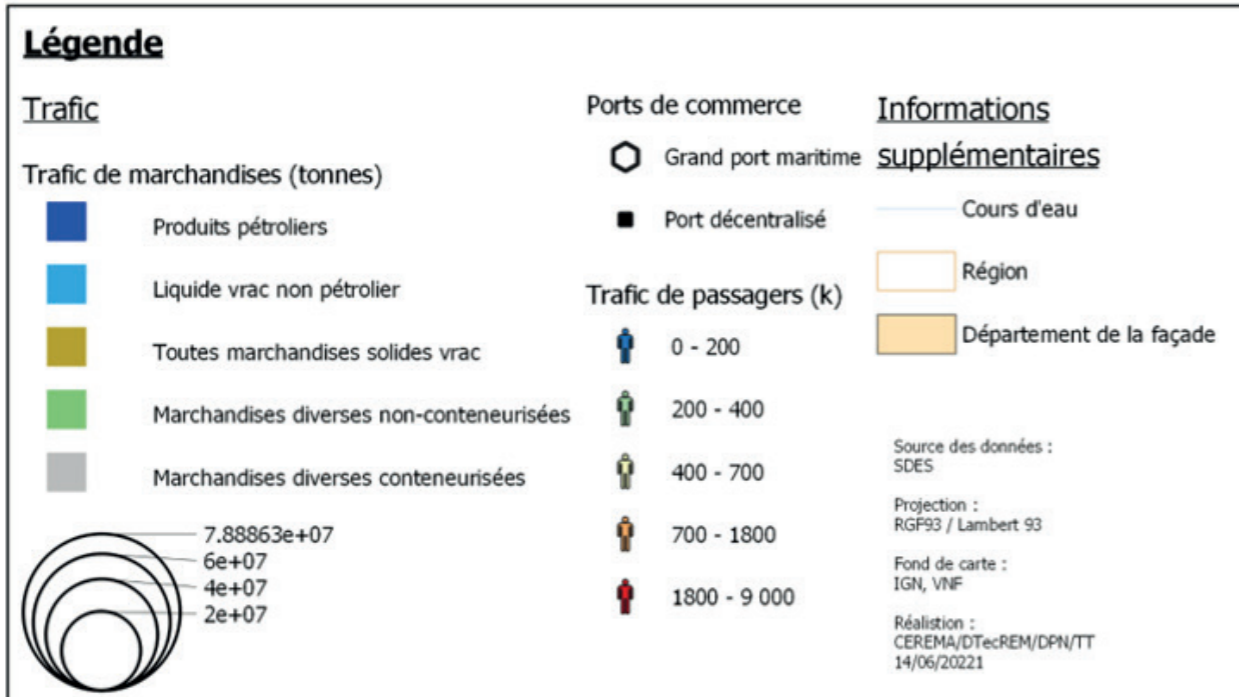 Légende
Trafic
Trafic de marchandises (tonnes)
Produits pétroliers
Liquide vrac non pétrolier
Toutes marchandises solides vrac
Marchandises diverses non-conteneurisées
Marchandises diverses conteneurisées
7.88863e+07
6e+07
4e+07
2e+07
Ports de commerce
Grand port maritime
Port décentralisé
Trafic de passagers (k)
0 - 200
200 - 400
400 - 700
700 - 1800
1800 - 9 000
Informations
supplémentaires
Cours d'eau
Région
Département de la façade
Source des données :
SDES
Projection :
RGF93 / Lambert 93
Fond de carte :
IGN, VNF
Réalistion :
CEREMA/DTecREM/DPN/TT
14/06/20221